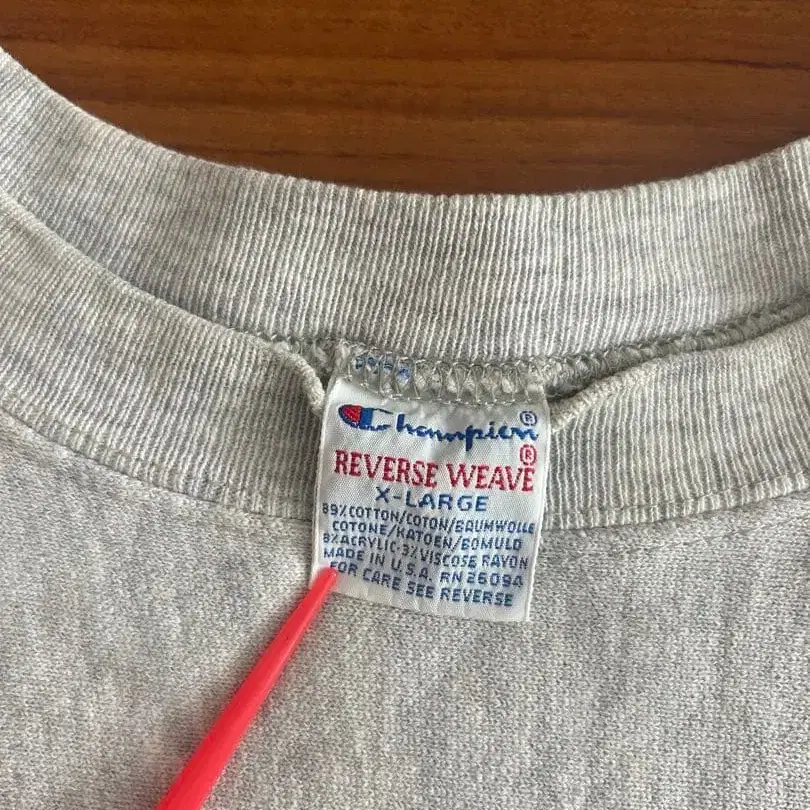 Champion®
REVERSE WEAVE®
X-LARGE
89% COTTON/COTON/BAUMWOLLE
COTONE/KATOEN/BOMULD
8% ACRYLIC-3% VISCOSE RAYON
MADE IN U.S.A. RN 26094
FOR CARE SEE REVERSE